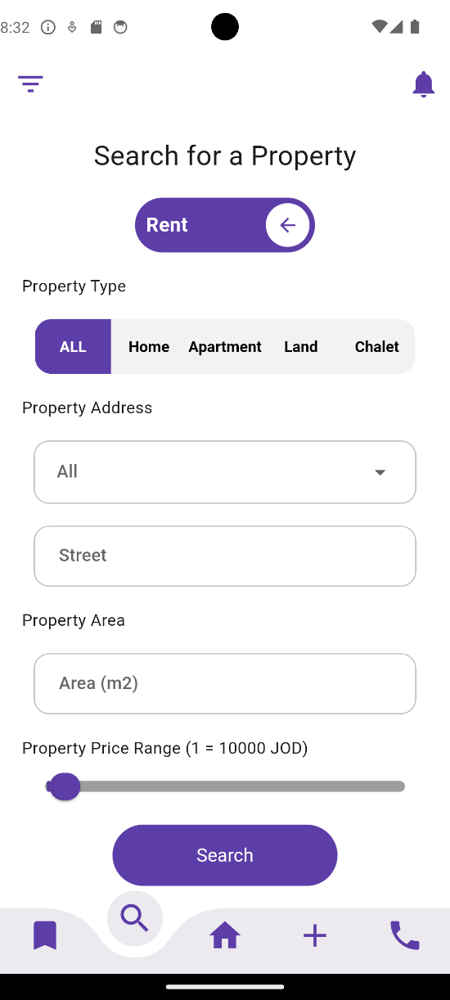 8:32
Search for a Property
Rent
Property Type
ALL Home Apartment Land Chalet
Property Address
All
Street
Property Area
Area (m2)
Property Price Range (1 = 10000 JOD)
Search